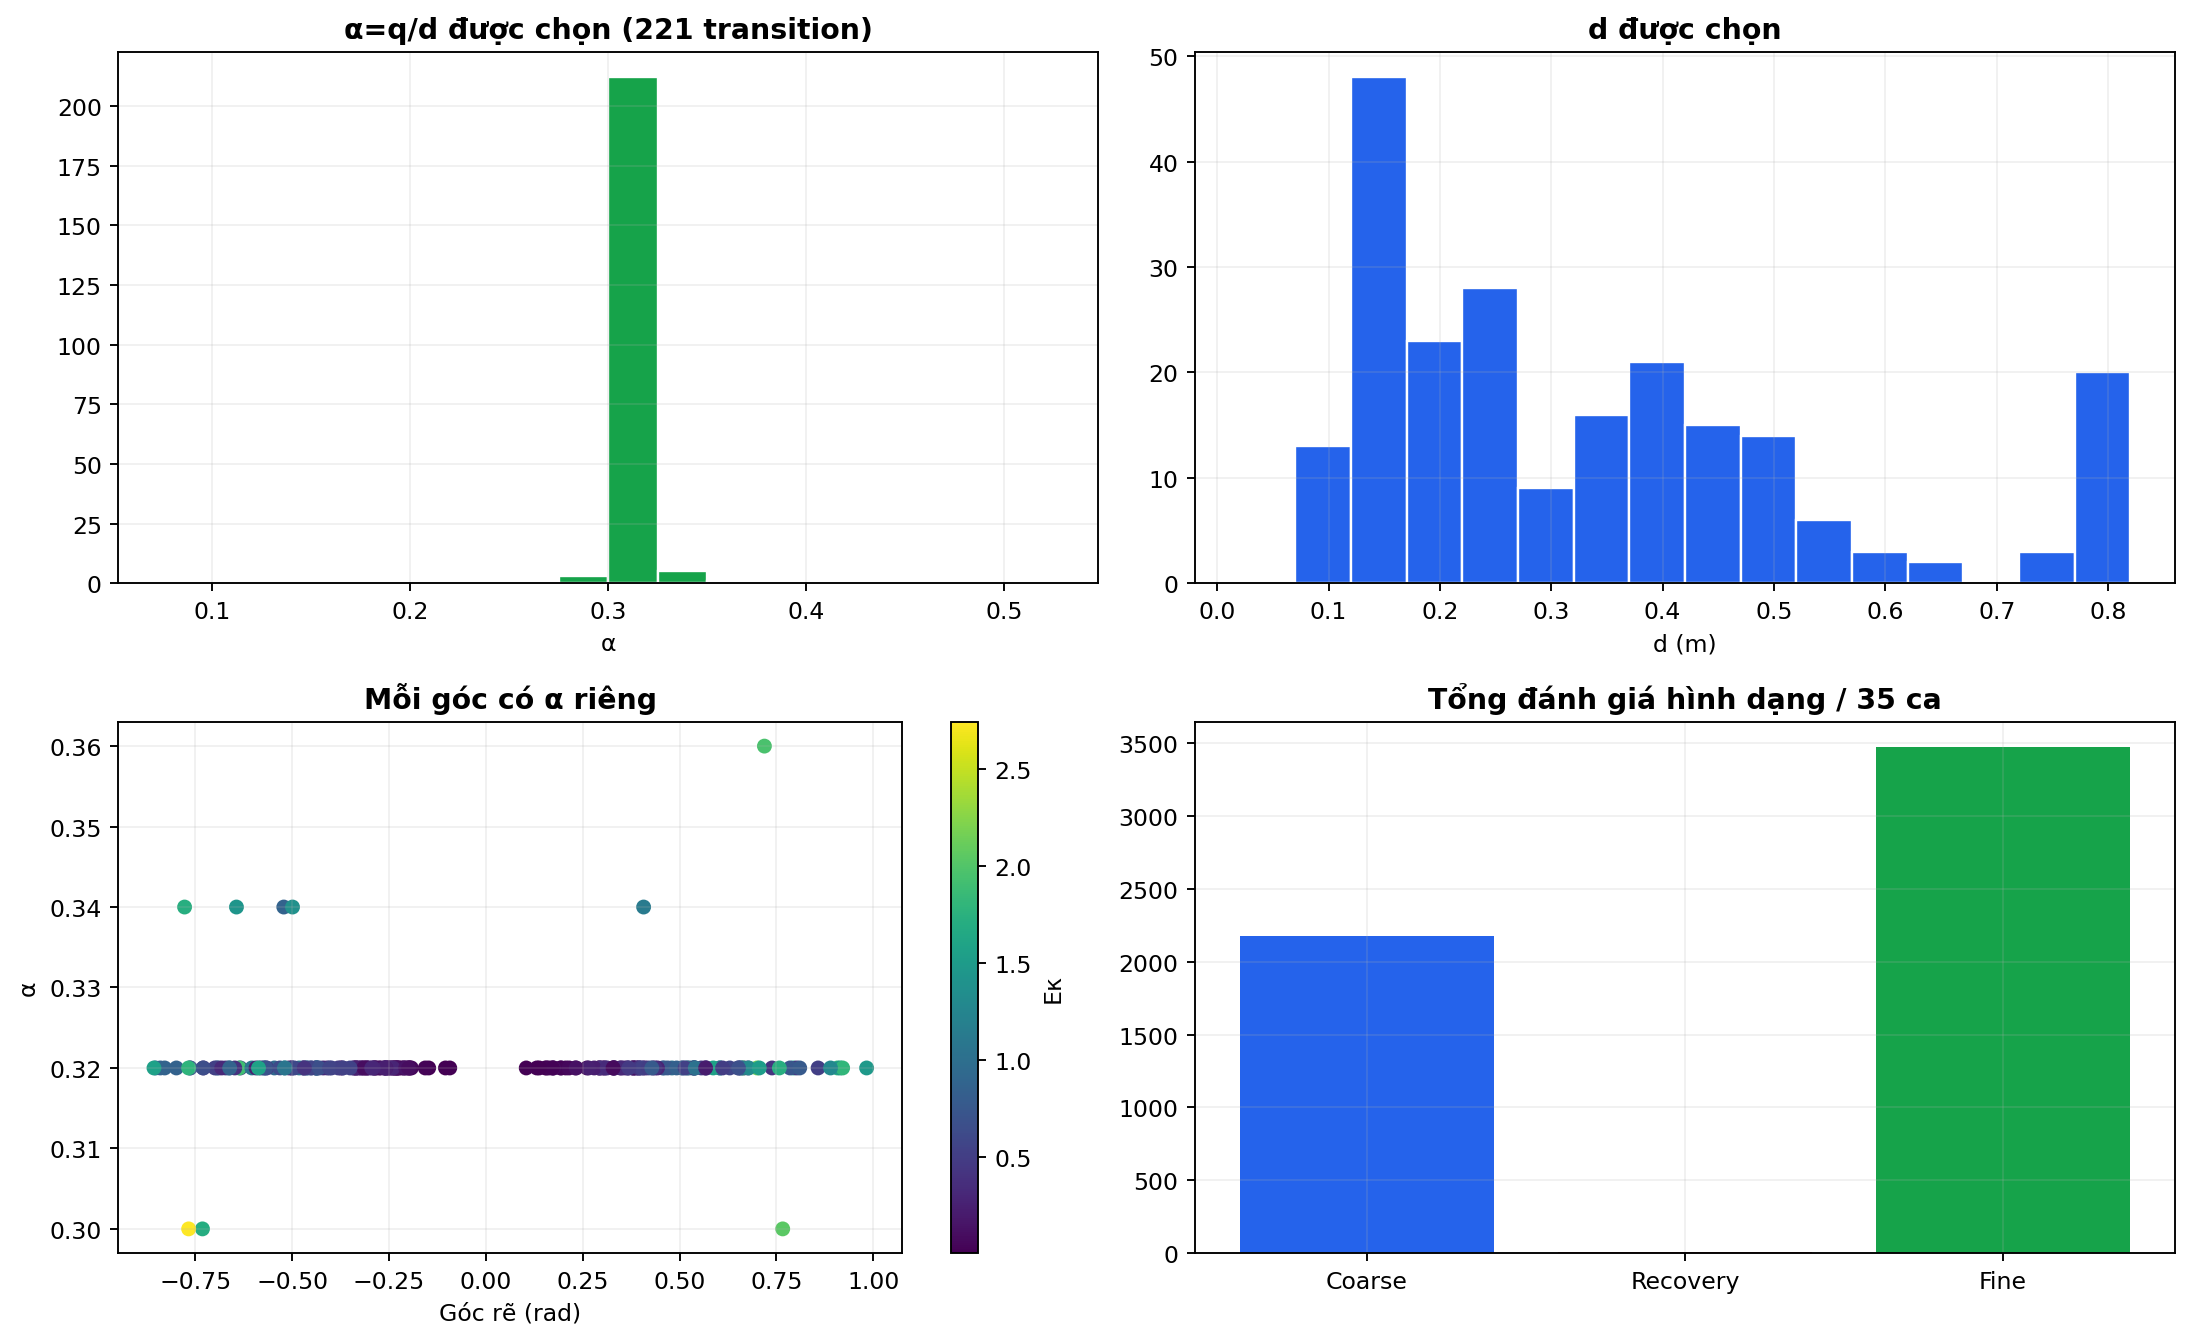 α=q/d được chọn (221 transition)
200
175
150
125
100
75
50
25
0
0.1 0.2 0.3 0.4 0.5
α
d được chọn
50
40
30
20
10
0
0.0 0.1 0.2 0.3 0.4 0.5 0.6 0.7 0.8
d (m)
Mỗi góc có α riêng
0.36
0.35
0.34
0.33
0.32
0.31
0.30
α
−0.75 −0.50 −0.25 0.00 0.25 0.50 0.75 1.00
Góc rẽ (rad)
2.5
2.0
1.5
1.0
0.5
Eκ
Tổng đánh giá hình dạng / 35 ca
3500
3000
2500
2000
1500
1000
500
0
Coarse Recovery Fine